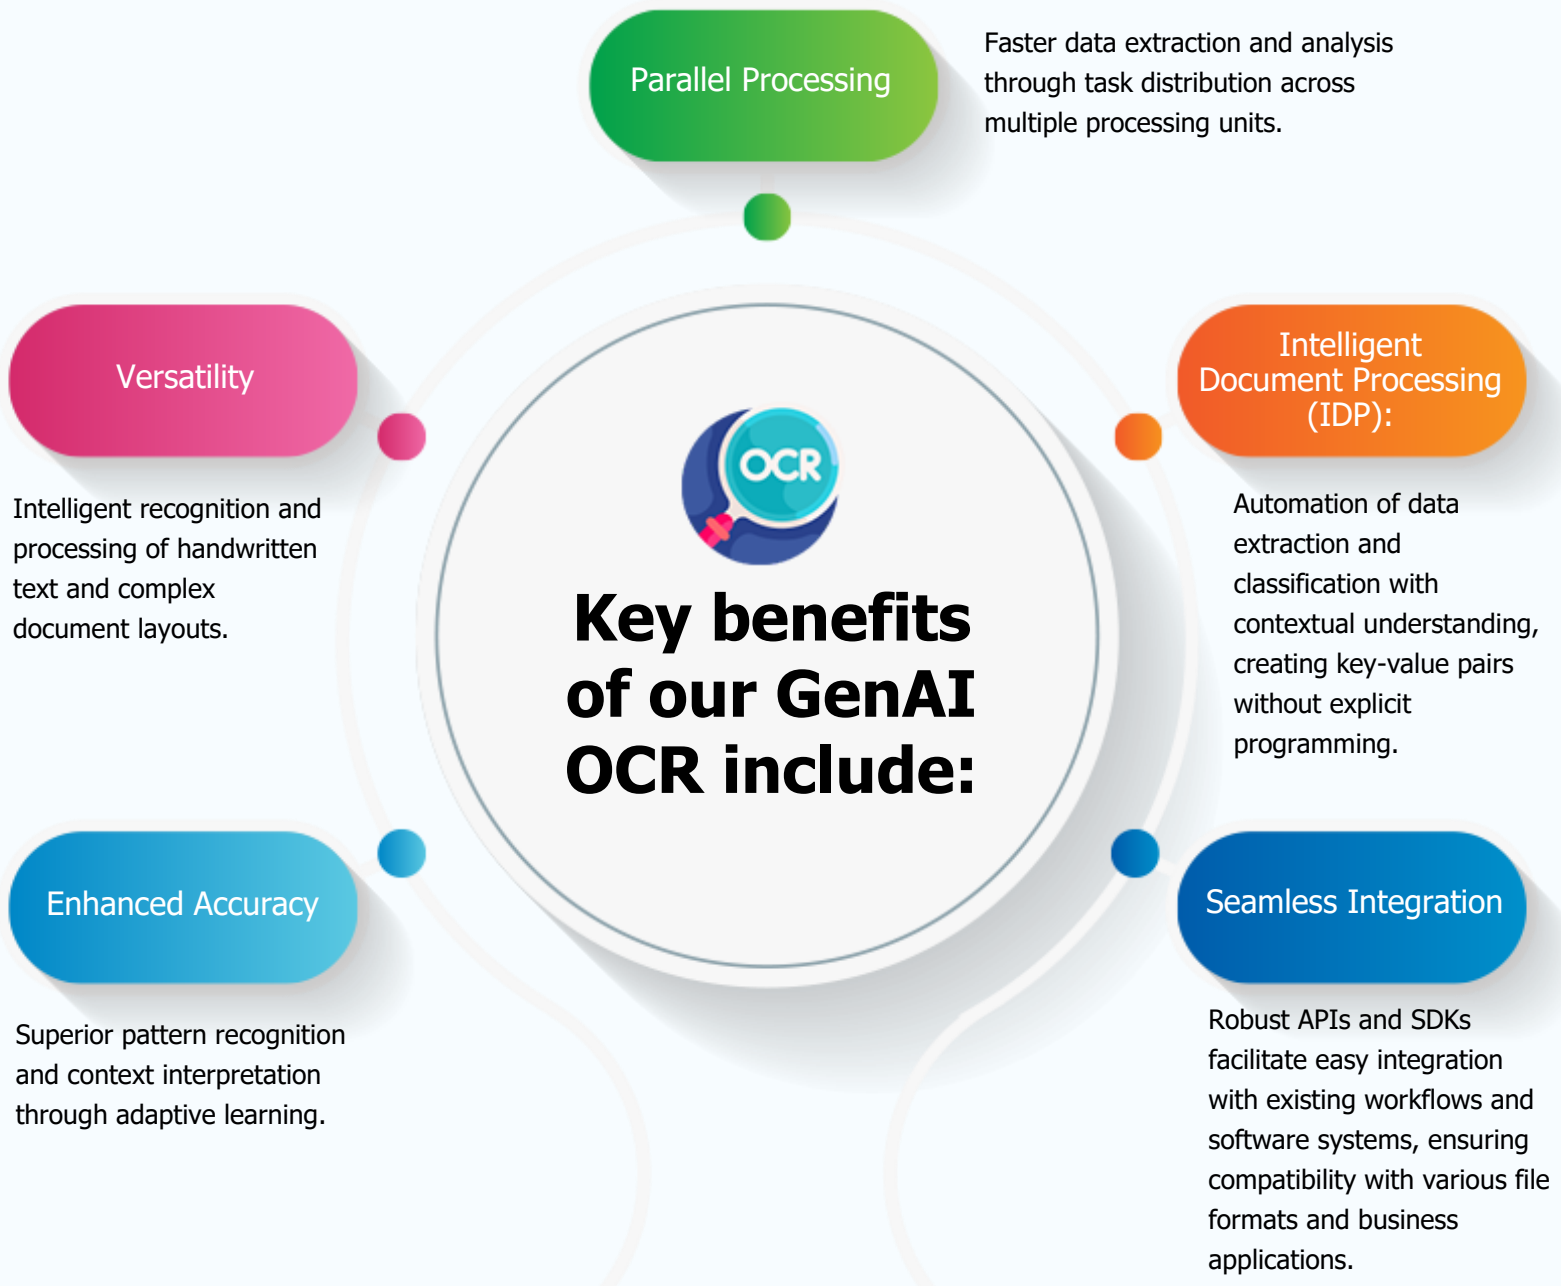 Parallel Processing
Faster data extraction and analysis
through task distribution across
multiple processing units.
Versatility
Intelligent recognition and
processing of handwritten
text and complex
document layouts.
Intelligent
Document Processing
(IDP):
Automation of data
extraction and
classification with
contextual understanding,
creating key-value pairs
without explicit
programming.
OCR
Key benefits
of our GenAI
OCR include:
Enhanced Accuracy
Superior pattern recognition
and context interpretation
through adaptive learning.
Seamless Integration
Robust APIs and SDKs
facilitate easy integration
with existing workflows and
software systems, ensuring
compatibility with various file
formats and business
applications.